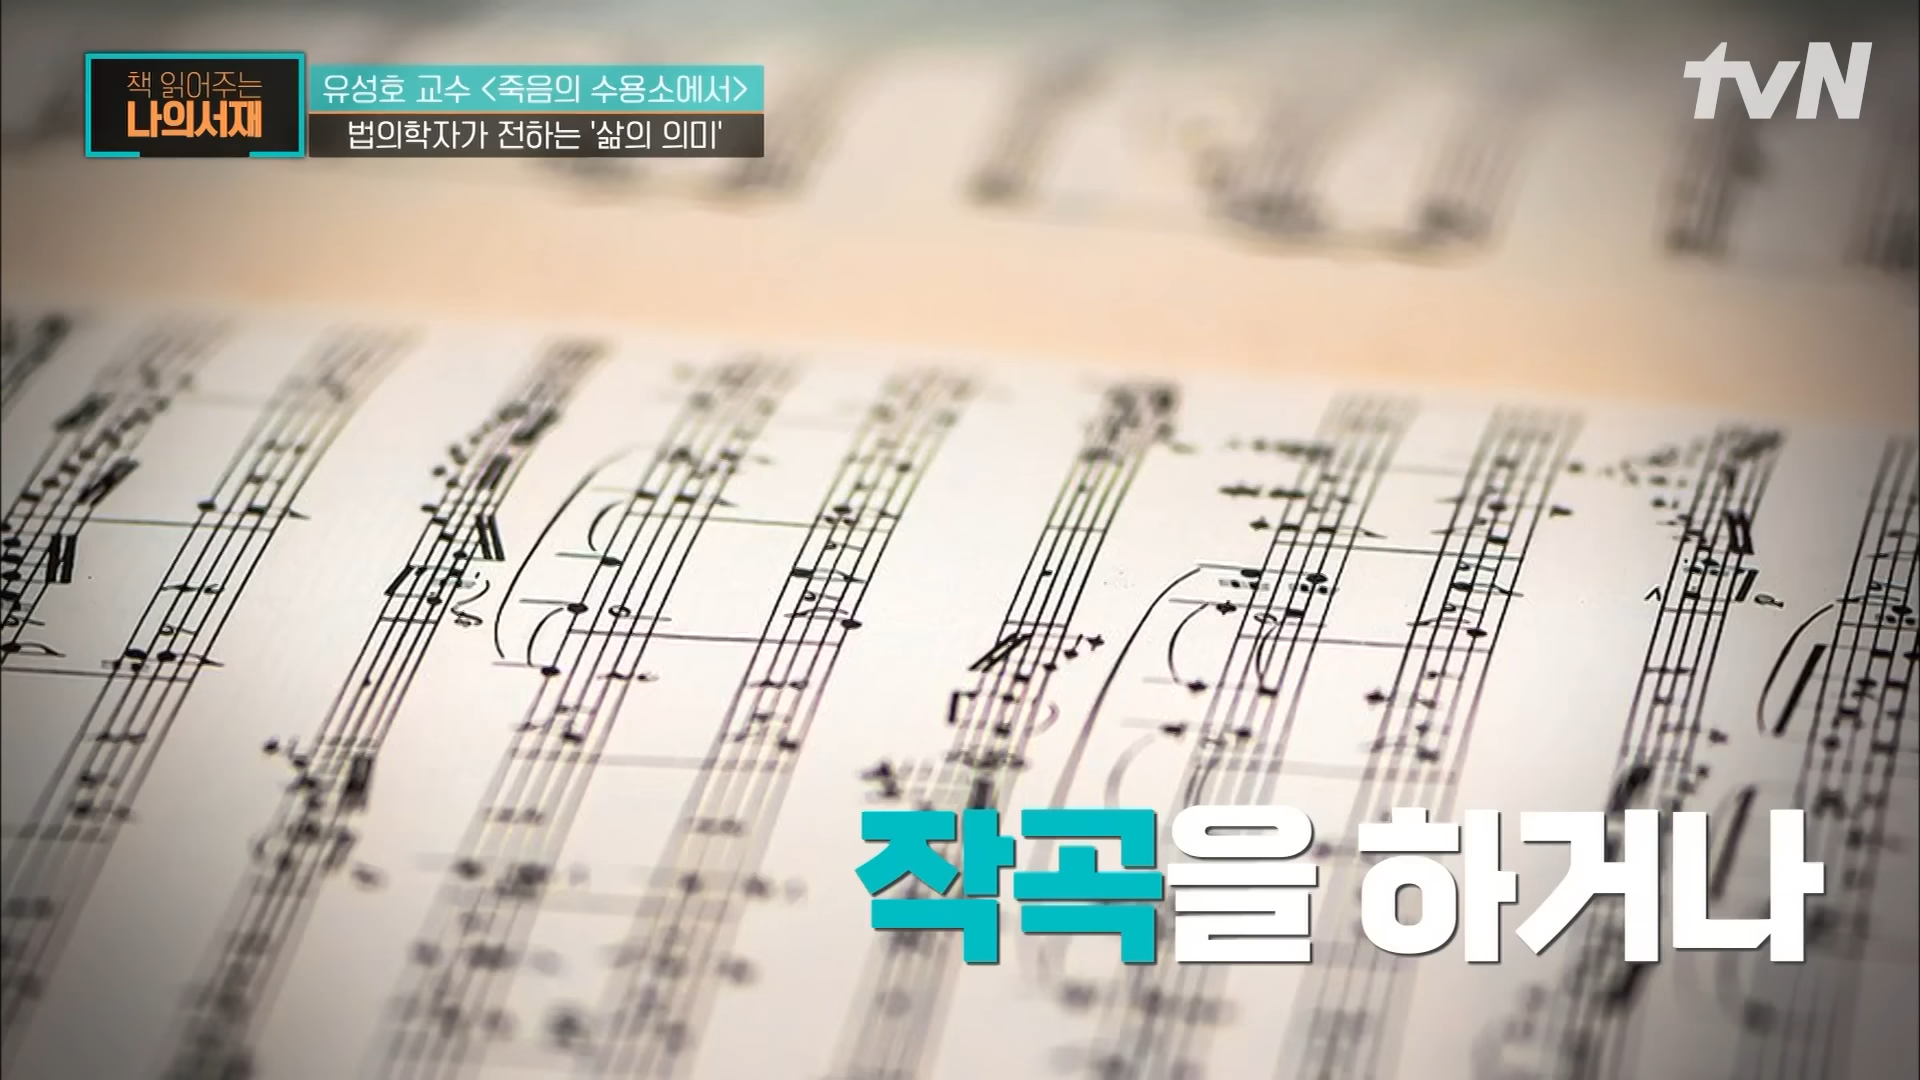 책 읽어주는
나의서재
유성호 교수 <죽음의 수용소에서>
법의학자가 전하는 '삶의 의미'
tvN
작곡을 하거나